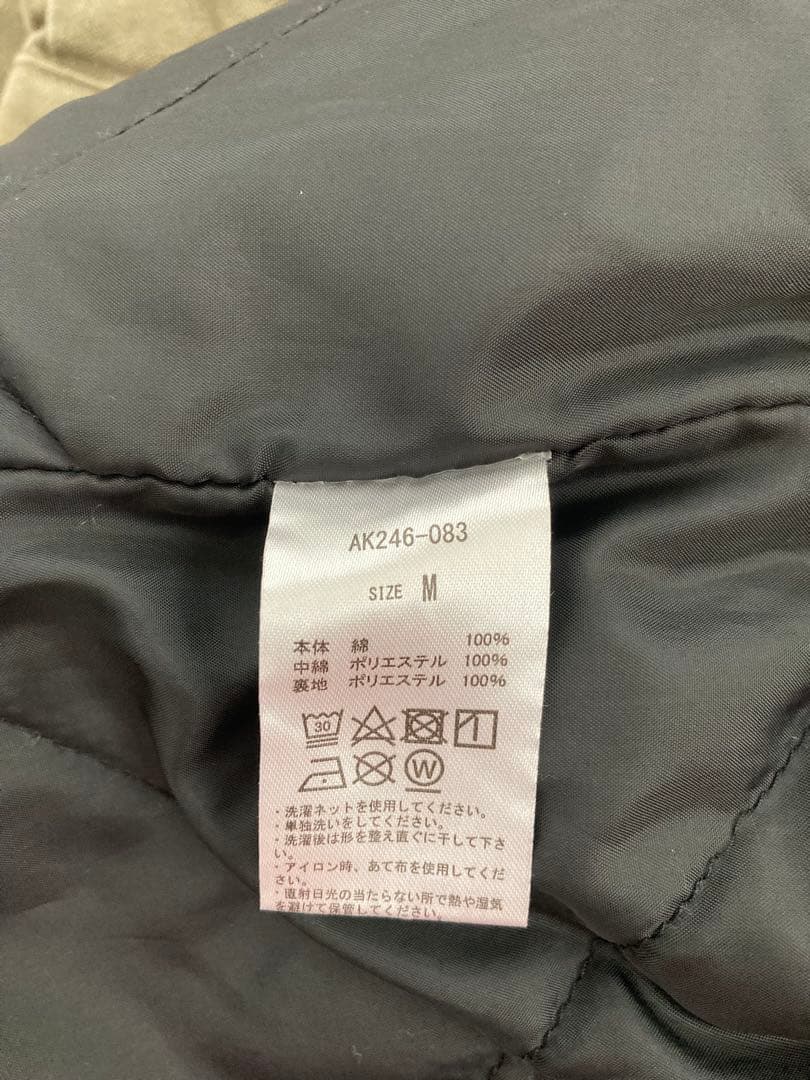 AK246-083
SIZE M
本体 綿 100%
中綿 ポリエステル 100%
裏地 ポリエステル 100%
30
W
・洗濯ネットを使用してください。
・単独洗いをしてください。
・洗濯後は形を整え直ぐに干して下さ
い。
・アイロン時、あて布を使用してくだ
さい。
・直射日光の当たらない所で熱や湿気
を避けて保管してください。